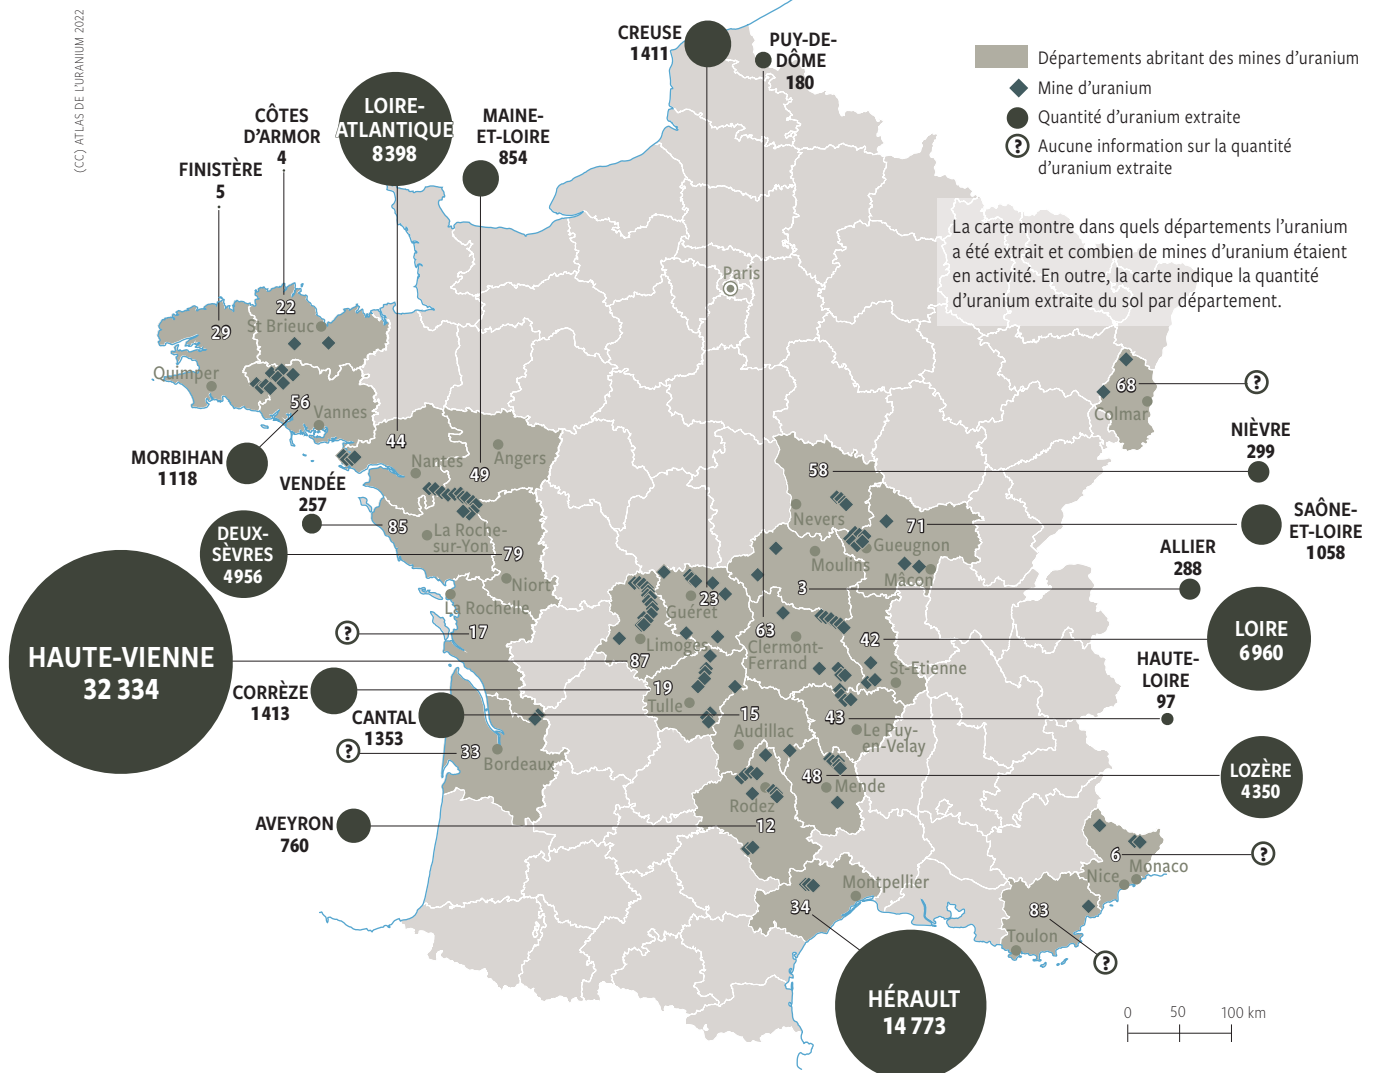 (CC) ATLAS DE L'URANIUM 2022
CREUSE
1411
PUY-DE-
DÔME
180
Départements abritant des mines d'uranium
Mine d'uranium
Quantité d'uranium extraite
?
Aucune information sur la quantité
d'uranium extraite
La carte montre dans quels départements l'uranium
a été extrait et combien de mines d'uranium étaient
en activité. En outre, la carte indique la quantité
d'uranium extraite du sol par département.
LOIRE-
ATLANTIQUE
8398
MAINE-
ET-LOIRE
854
CÔTES
D'ARMOR
4
FINISTÈRE
5
Paris
22
St Brieuc
29
Quimper
56
Vannes
68
Colmar
?
MORBIHAN
1118
44
Nantes
49
Angers
VENDÉE
257
85
La Roche-
sur-Yon
DEUX-
SÈVRES
4956
79
Niort
58
Nevers
NIÈVRE
299
71
Gueugnon
Mâcon
SAÔNE-
ET-LOIRE
1058
Moulins
3
ALLIER
288
La Rochelle
17
?
23
Guéret
HAUTE-VIENNE
32 334
Limoges
87
63
Clermont-
Ferrand
42
St-Etienne
LOIRE
6960
CORRÈZE
1413
19
Tulle
CANTAL
1353
15
Audillac
43
Le Puy-
en-Velay
HAUTE-
LOIRE
97
?
33
Bordeaux
48
Mende
LOZÈRE
4350
AVEYRON
760
Rodez
12
6
Nice
Monaco
?
34
Montpellier
83
Toulon
?
HÉRAULT
14 773
0 50 100 km